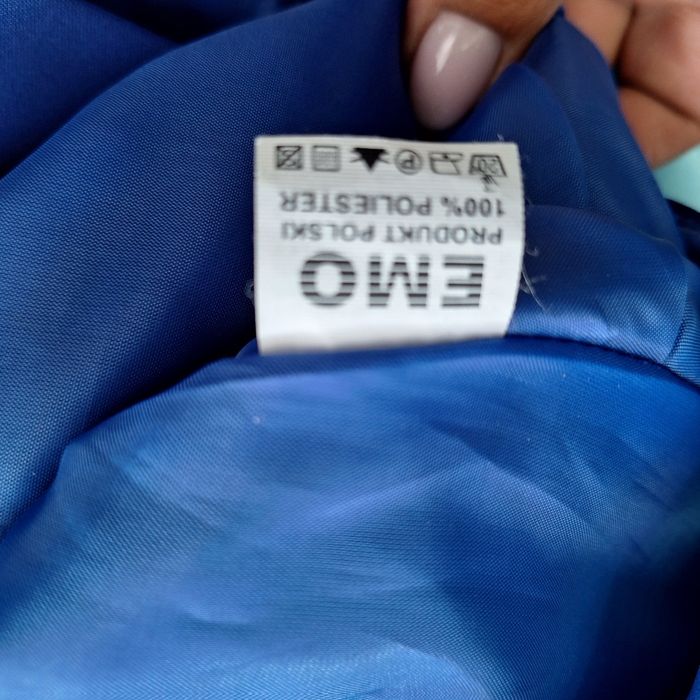 EMO
PRODUKT POLSKI
100% POLIESTER
P